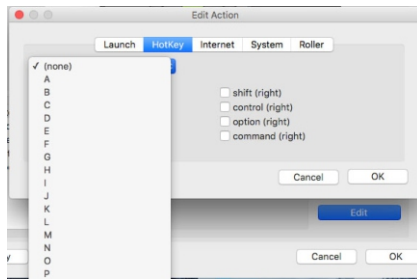 Edit Action
Launch HotKey Internet System Roller
✓ (none)
A
B
C
D
E
F
G
H
I
J
K
L
M
N
O
P
shift (right)
control (right)
option (right)
command (right)
Cancel OK
Edit
Cancel OK